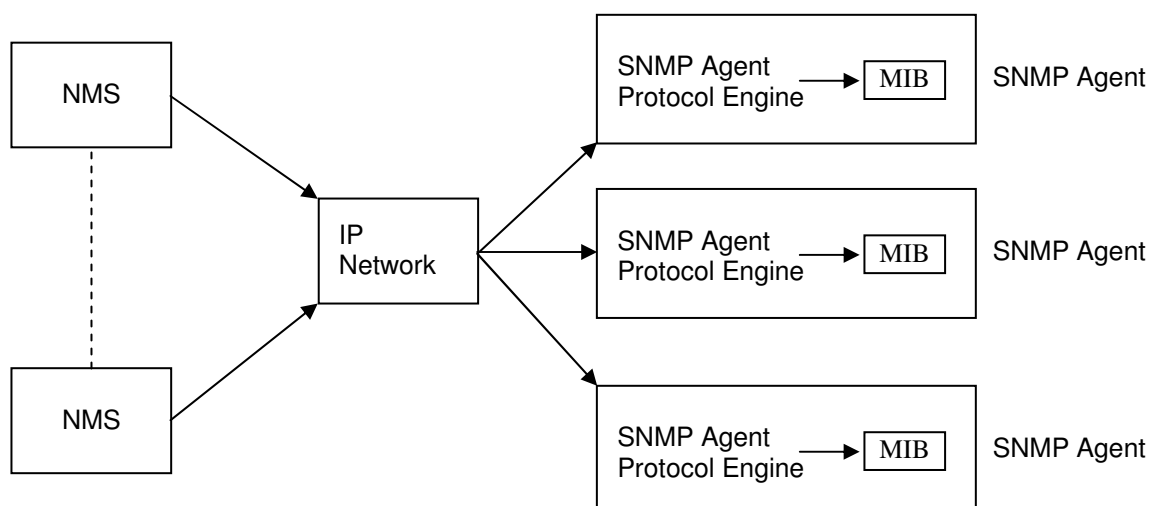 NMS
NMS
IP
Network
SNMP Agent
Protocol Engine
MIB
SNMP Agent
SNMP Agent
Protocol Engine
MIB
SNMP Agent
SNMP Agent
Protocol Engine
MIB
SNMP Agent